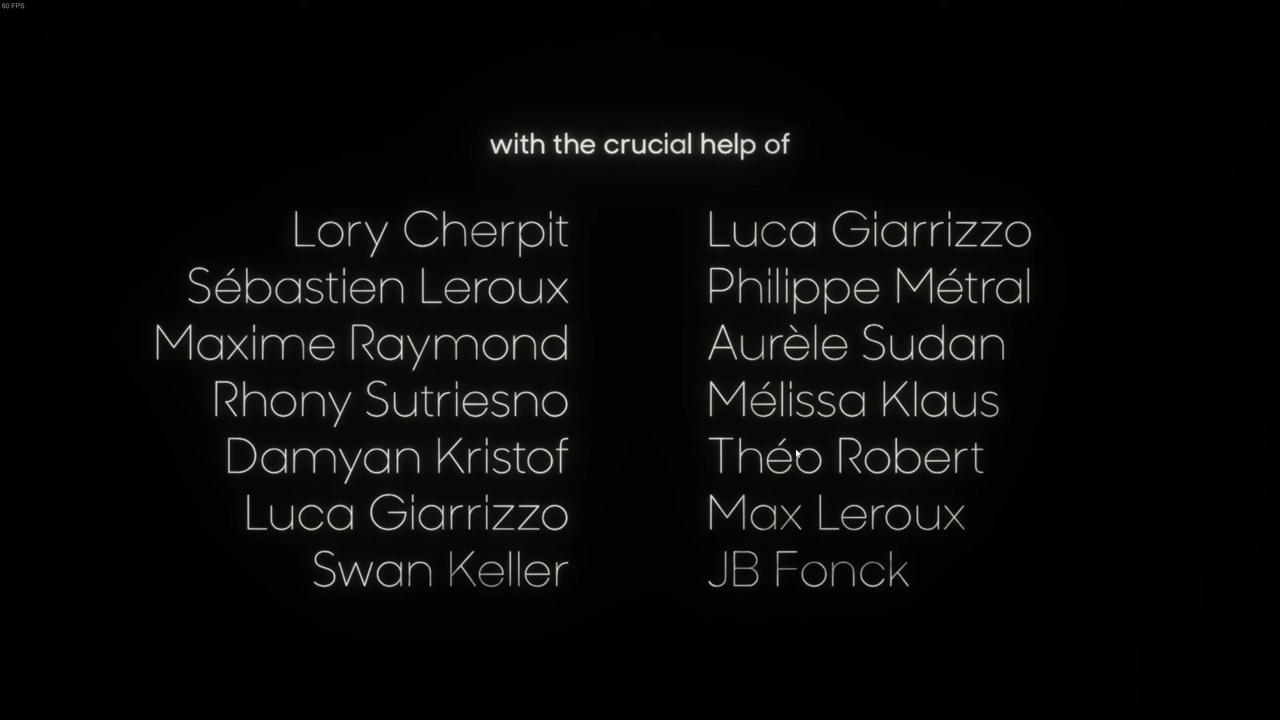 60 FPS
with the crucial help of
Lory Cherpit
Sébastien Leroux
Maxime Raymond
Rhony Sutriesno
Damyan Kristof
Luca Giarrizzo
Swan Keller
Luca Giarrizzo
Philippe Métral
Aurèle Sudan
Mélissa Klaus
Théo Robert
Max Leroux
JB Fonck